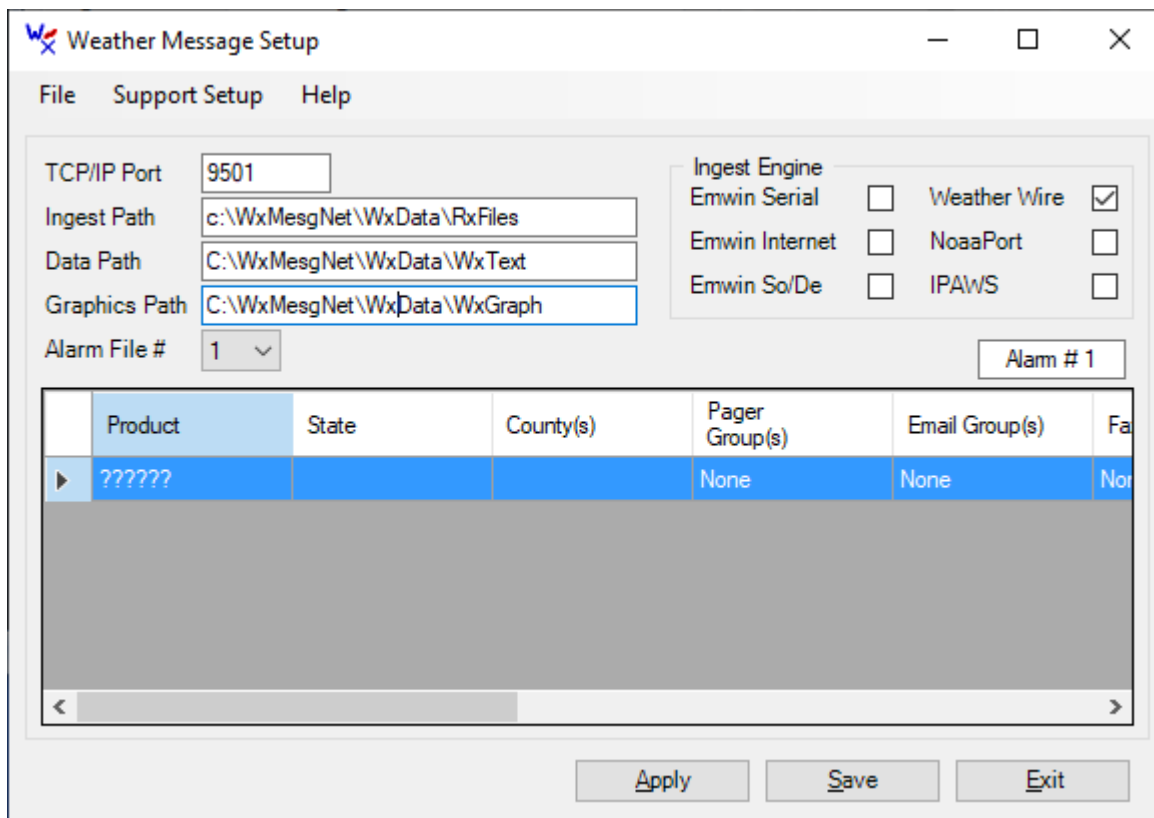 Weather Message Setup
File Support Setup Help
TCP/IP Port 9501
Ingest Path c:\WxMesgNet\WxData\RxFiles
Data Path C:\WxMesgNet\WxData\WxText
Graphics Path C:\WxMesgNet\WxData\WxGraph
Alarm File # 1
Ingest Engine
Emwin Serial Weather Wire
Emwin Internet NoaaPort
Emwin So/De IPAWS
Alarm # 1
Product State County(s) Pager Group(s) Email Group(s) Fa
?????? None None Non
Apply Save Exit